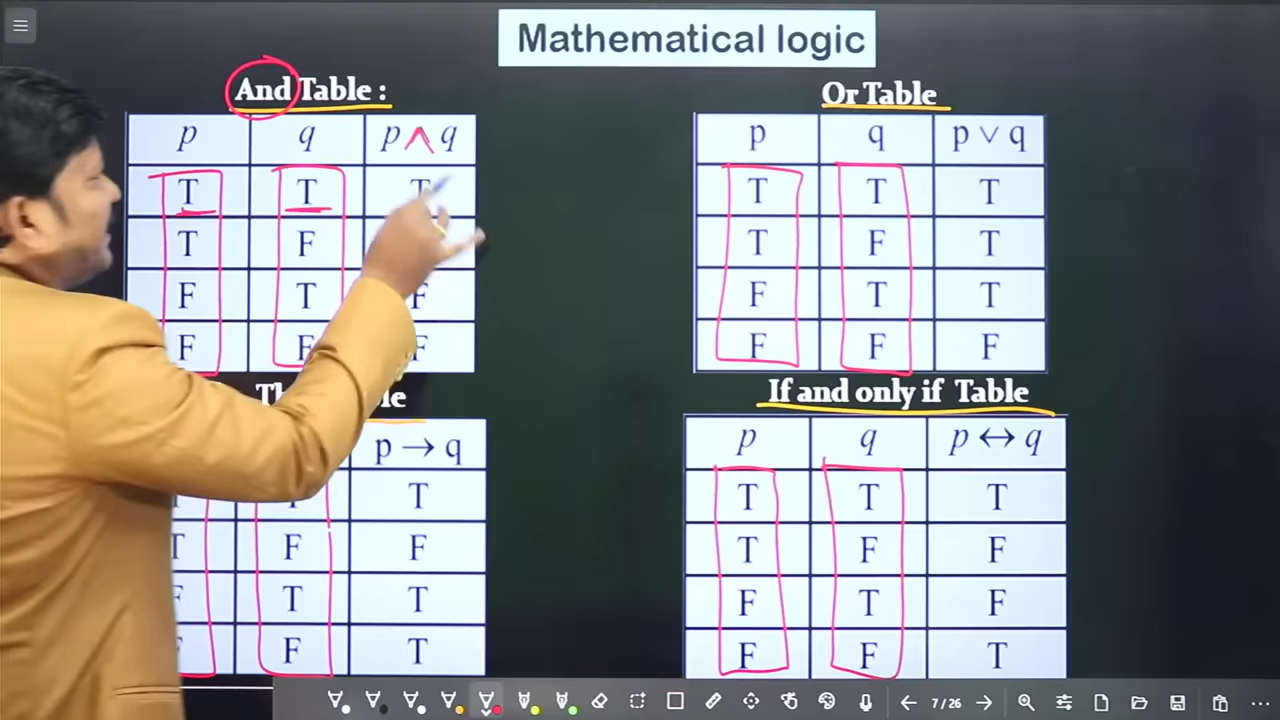 Mathematical logic
And Table :
p q p ∧ q
T T T
T F
F T F
F F F
Or Table
p q p ∨ q
T T T
T F T
F T T
F F F
p → q
T
T F F
F T T
F F T
If and only if Table
p q p ↔ q
T T T
T F F
F T F
F F T
7/26